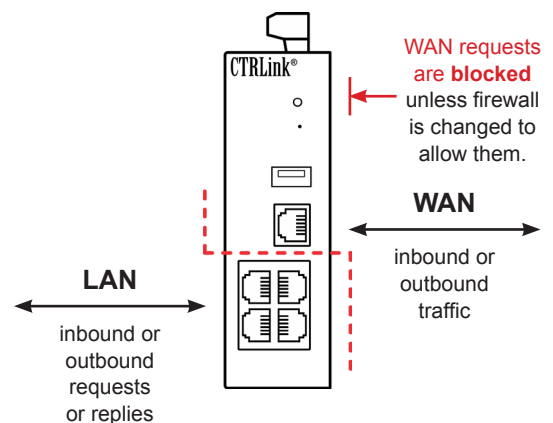 CTRLink®
WAN requests
are blocked
unless firewall
is changed to
allow them.
WAN
inbound or
outbound
traffic
LAN
inbound or
outbound
requests
or replies